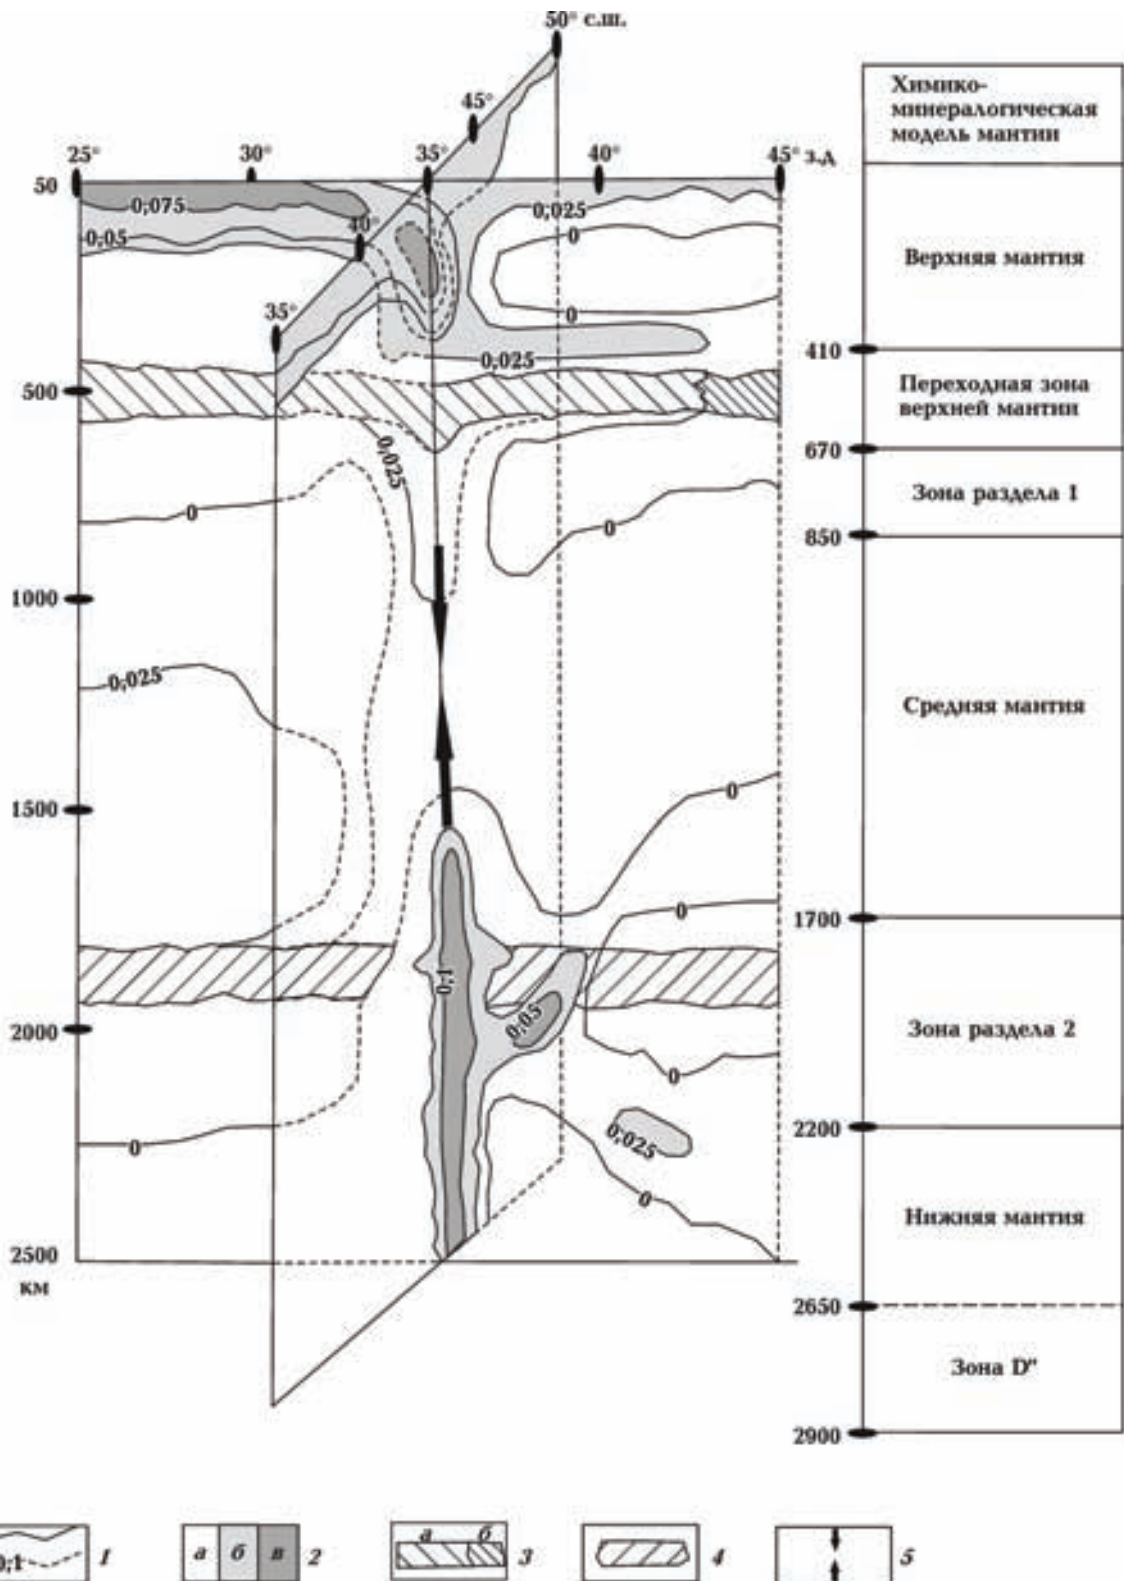 50° с.ш.
45°
25°
30°
35°
40°
45° з.д
50
0,075
0,05
40°
35°
0,025
0
0
0,025
500
0,025
0
0
1000
0,025
0
1500
0
0,1
0,05
2000
0
0
0,025
0
2500
км
Химико-
минералогическая
модель мантии
Верхняя мантия
410
Переходная зона
верхней мантии
670
Зона раздела 1
850
Средняя мантия
1700
Зона раздела 2
2200
Нижняя мантия
2650
Зона D"
2900
0,1
1
а б в 2
а б 3
4
5